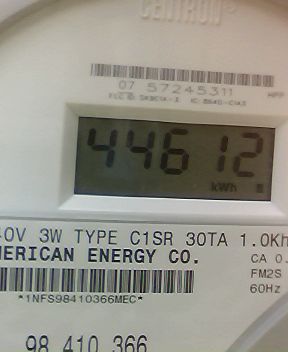 CENTRON
07 57245311
44612
kWh
40V 3W TYPE C1SR 30TA 1.0Kh
MERICAN ENERGY CO.
CA 0.
FM2S
60Hz
*1NFS98410366MEC*
98 410 366